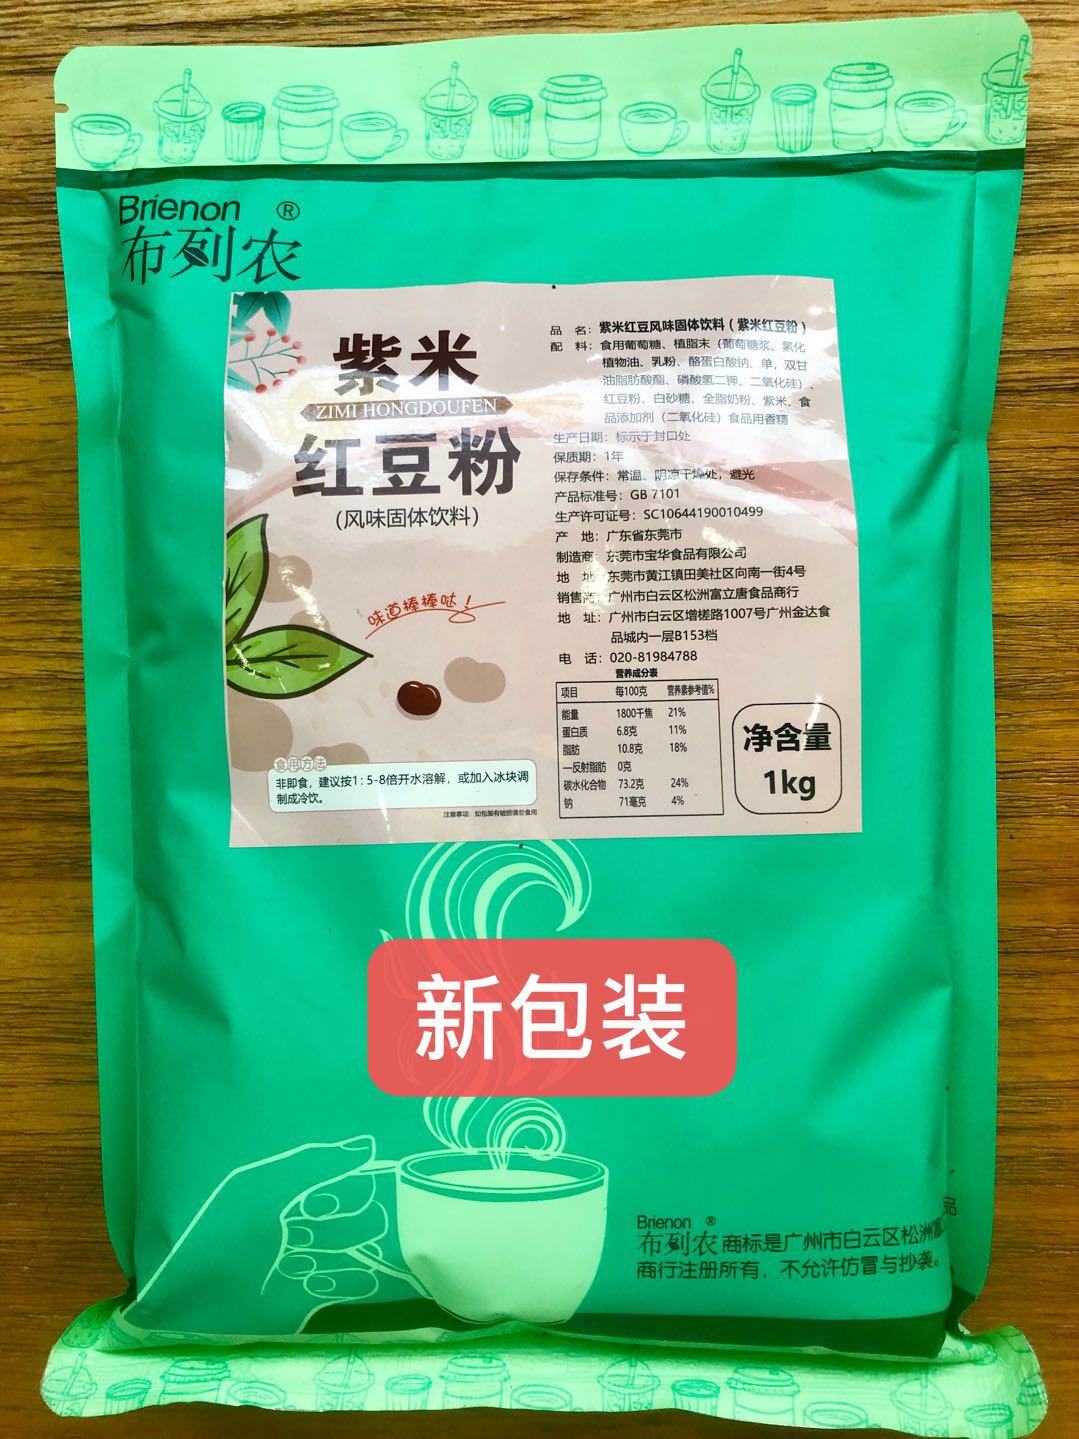 Brienon ®
布列农
紫米
ZIMI HONGDOUFEN
红豆粉
(风味固体饮料)
味道棒棒哒！
食用方法
非即食，建议按1：5-8倍开水溶解，或加入冰块调
制成冷饮。
注意事项：如包装有破损请勿食用
品 名：紫米红豆风味固体饮料（紫米红豆粉）
配 料：食用葡萄糖、植脂末（葡萄糖浆、氢化
植物油、乳粉、酪蛋白酸钠、单，双甘
油脂肪酸酯、磷酸氢二钾、二氧化硅）、
红豆粉、白砂糖、全脂奶粉、紫米、食
品添加剂（二氧化硅）食品用香精
生产日期：标示于封口处
保质期：1年
保存条件：常温、阴凉干燥处，避光
产品标准号：GB 7101
生产许可证号：SC10644190010499
产 地：广东省东莞市
制造商：东莞市宝华食品有限公司
地 址：东莞市黄江镇田美社区向南一街4号
销售商：广州市白云区松洲富立唐食品商行
地 址：广州市白云区增槎路1007号广州金达食
品城内一层B153档
电 话：020-81984788
营养成分表
项目 每100克 营养素参考值%
能量 1800千焦 21%
蛋白质 6.8克 11%
脂肪 10.8克 18%
—反射脂肪 0克
碳水化合物 73.2克 24%
钠 71毫克 4%
净含量
1kg
新包装
Brienon ®
布列农商标是广州市白云区松洲富 品
商行注册所有，不允许仿冒与抄袭。